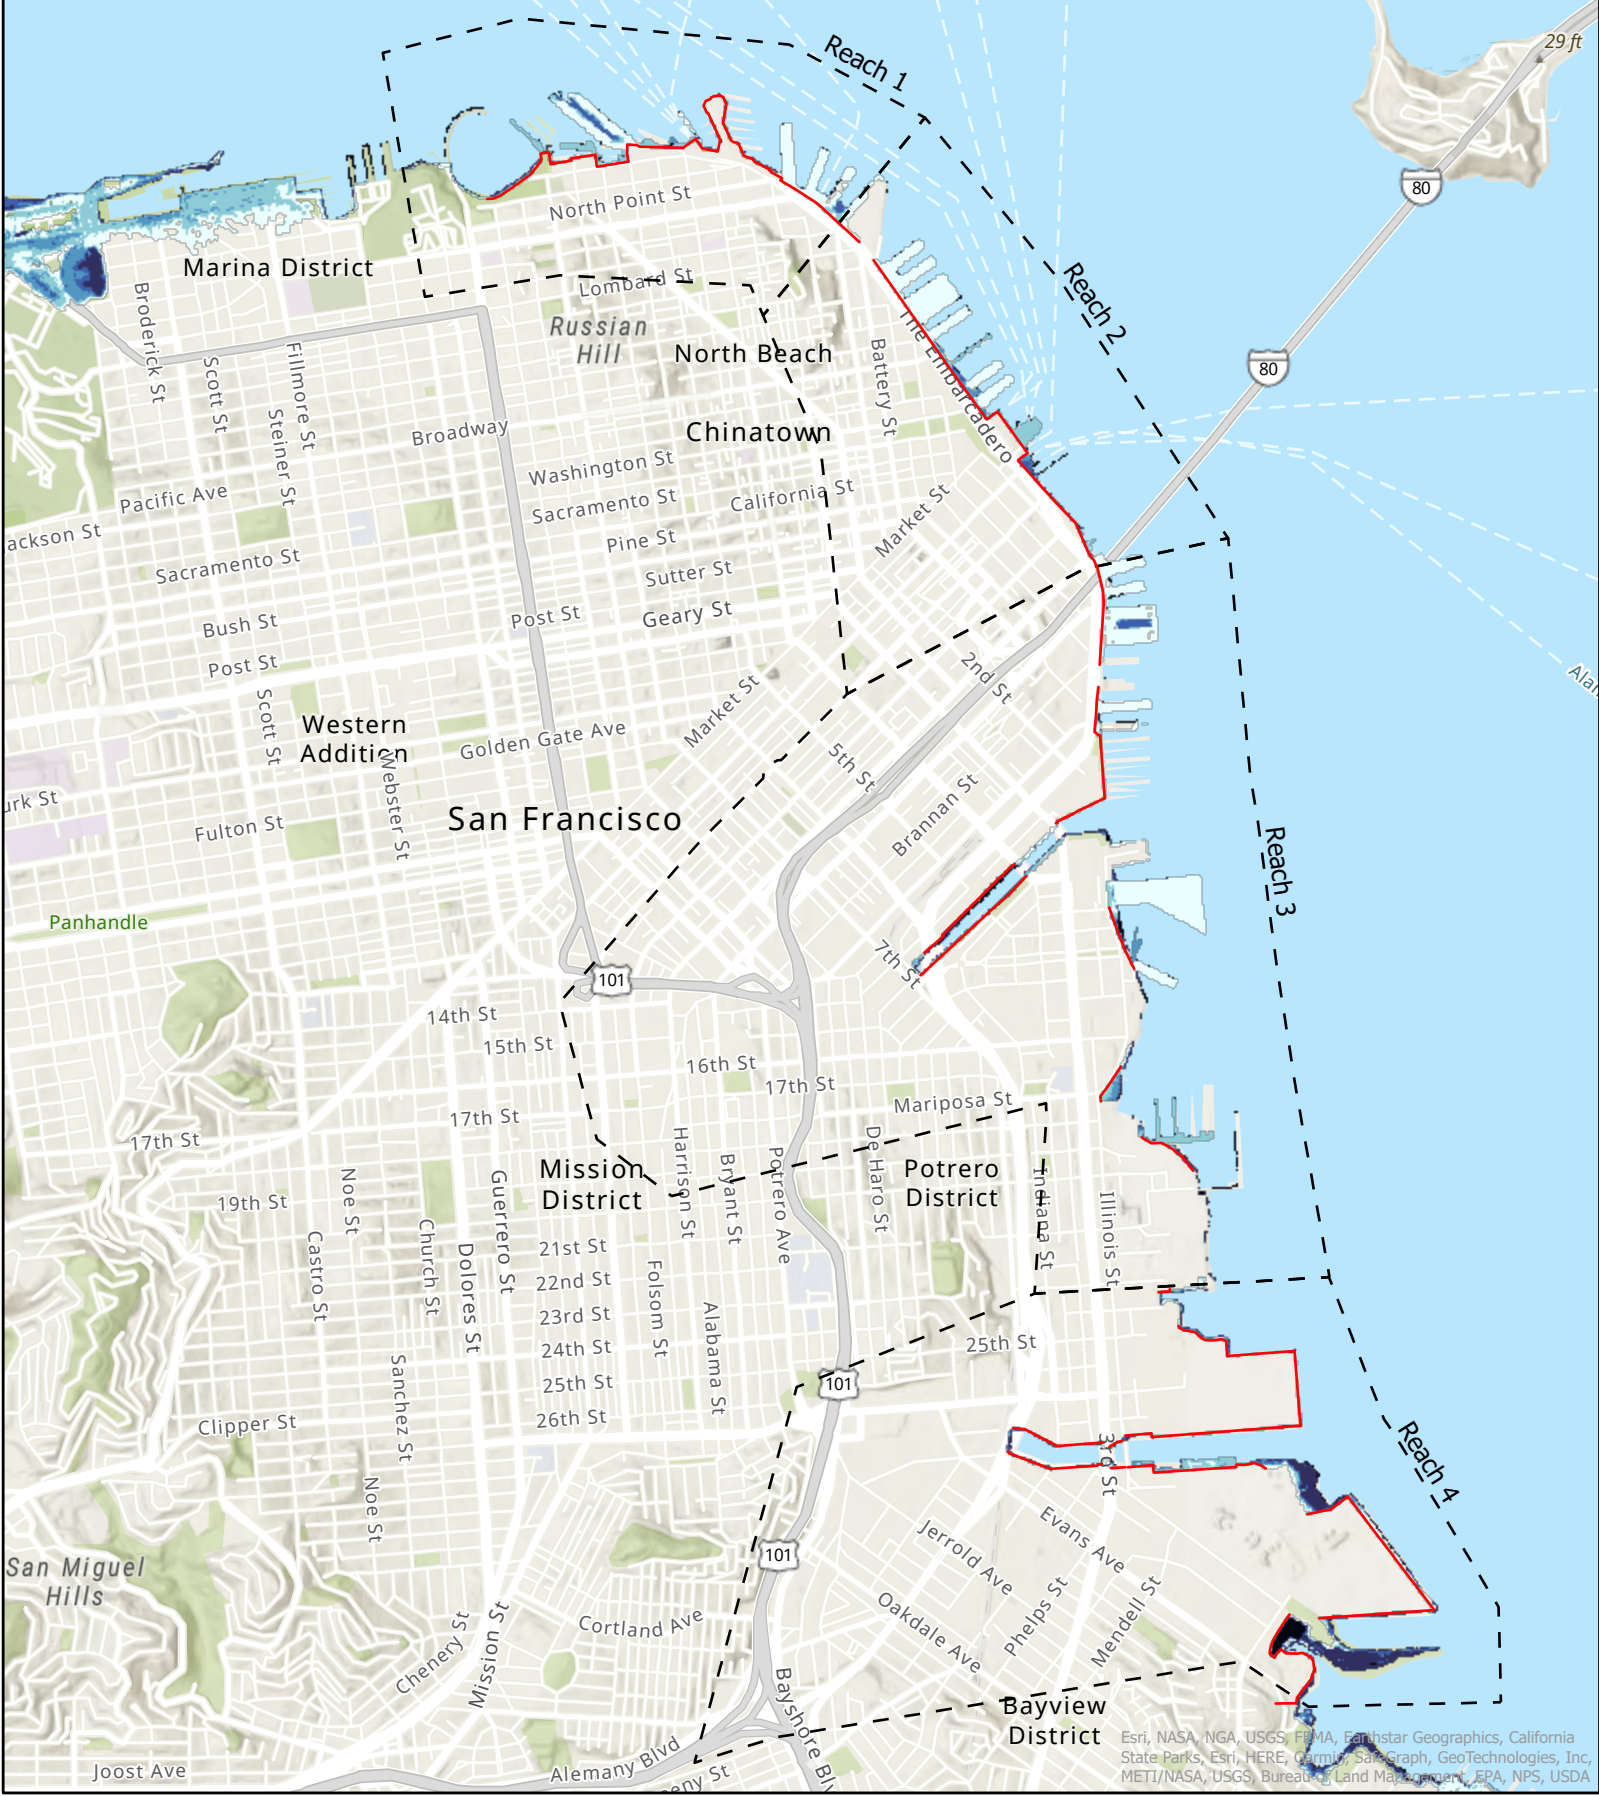 29 ft
Reach 1
80
North Point St
Marina District
Lombard St
Reach 2
Broderick St
Russian
Hill
The Embarcadero
Fillmore St
Scott St
North Beach
Battery St
80
Steiner St
Broadway
Chinatown
Washington St
Pacific Ave
Sacramento St
California St
Market St
ackson St
Pine St
Sacramento St
Sutter St
Bush St
Post St
Geary St
Post St
2nd St
Alan
Scott St
Market St
Western
Addition
Golden Gate Ave
5th St
Webster St
urk St
Brannan St
San Francisco
Fulton St
Reach 3
Panhandle
7th St
101
14th St
15th St
16th St
17th St
Mariposa St
17th St
17th St
Harrison St
Bryant St
Potrero Ave
De Haro St
Mission
District
Potrero
District
Indiana St
Illinois St
19th St
Noe St
Guerrero St
Church St
Castro St
Dolores St
21st St
22nd St
Folsom St
23rd St
Alabama St
24th St
25th St
Sanchez St
25th St
101
26th St
Clipper St
3rd St
Reach 4
Noe St
Evans Ave
Jerrold Ave
101
San Miguel
Hills
Phelps St
Mendell St
Oakdale Ave
Cortland Ave
Chenery St
Mission St
Bayshore Blv
Bayview
District
Alemany Blvd
Joost Ave
eny St
Esri, NASA, NGA, USGS, FEMA, Earthstar Geographics, California
State Parks, Esri, HERE, Garmin, SafeGraph, GeoTechnologies, Inc,
METI/NASA, USGS, Bureau of Land Management, EPA, NPS, USDA